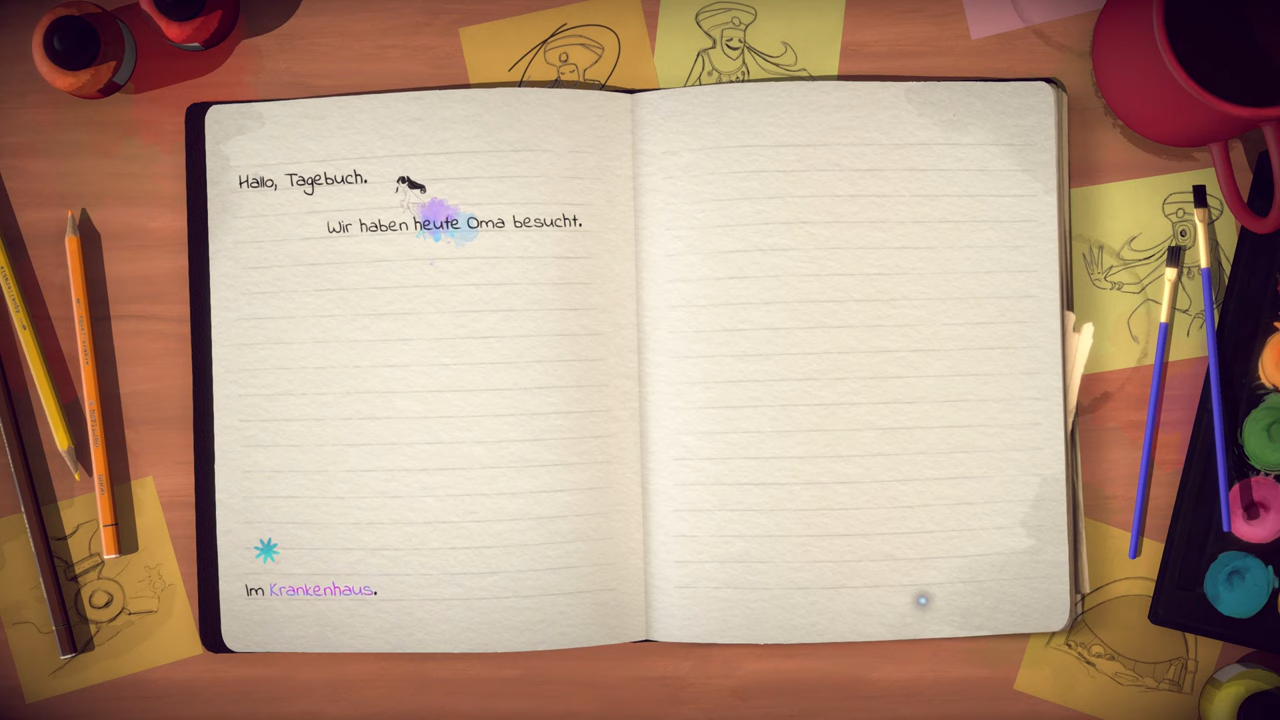 Hallo, Tagebuch.
Wir haben heute Oma besucht.
Im Krankenhaus.